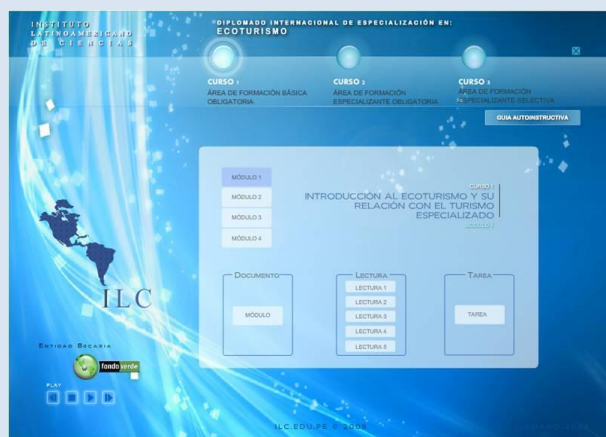 INSTITUTO
LATINOAMERICANO
DE CIENCIAS
DIPLOMADO INTERNACIONAL DE ESPECIALIZACIÓN EN:
ECOTURISMO
CURSO 1
ÁREA DE FORMACIÓN BÁSICA
OBLIGATORIA
CURSO 2
ÁREA DE FORMACIÓN
ESPECIALIZANTE OBLIGATORIA
CURSO 3
ÁREA DE FORMACIÓN
ESPECIALIZANTE SELECTIVA
GUIA AUTOINSTRUCTIVA
MÓDULO 1
MÓDULO 2
MÓDULO 3
MÓDULO 4
CURSO 1
INTRODUCCIÓN AL ECOTURISMO Y SU
RELACIÓN CON EL TURISMO
ESPECIALIZADO
DOCUMENTO
MÓDULO
LECTURA
LECTURA 1
LECTURA 2
LECTURA 3
LECTURA 4
LECTURA 5
TAREA
TAREA
ILC
ENTIDAD BECARIA
fondo verde
PLAY
ILC.EDU.PE © 2008